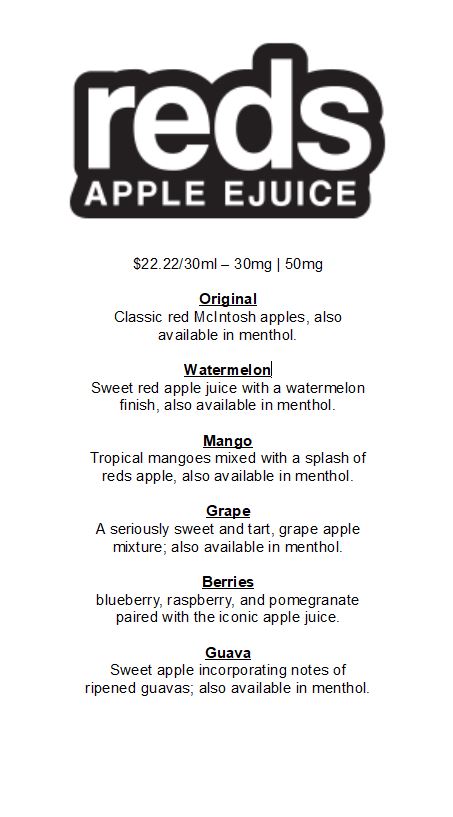 reds
APPLE EJUICE
$22.22/30ml – 30mg | 50mg
Original
Classic red McIntosh apples, also
available in menthol.
Watermelon
Sweet red apple juice with a watermelon
finish, also available in menthol.
Mango
Tropical mangoes mixed with a splash of
reds apple, also available in menthol.
Grape
A seriously sweet and tart, grape apple
mixture; also available in menthol.
Berries
blueberry, raspberry, and pomegranate
paired with the iconic apple juice.
Guava
Sweet apple incorporating notes of
ripened guavas; also available in menthol.